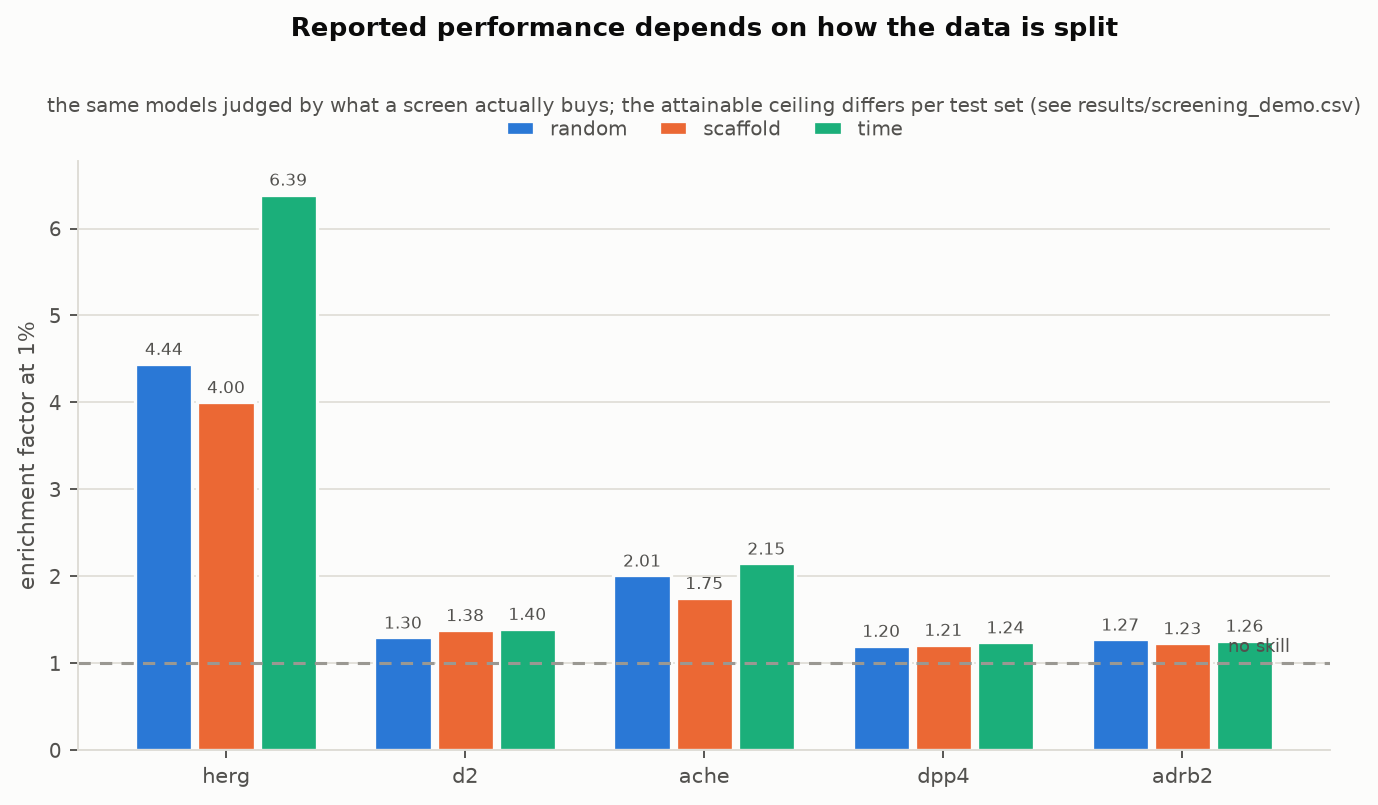 Reported performance depends on how the data is split
the same models judged by what a screen actually buys; the attainable ceiling differs per test set (see results/screening_demo.csv)
random scaffold time
enrichment factor at 1%
6
5
4
3
2
1
0
4.44 4.00 6.39
1.30 1.38 1.40
2.01 1.75 2.15
1.20 1.21 1.24
1.27 1.23 1.26
no skill
herg d2 ache dpp4 adrb2